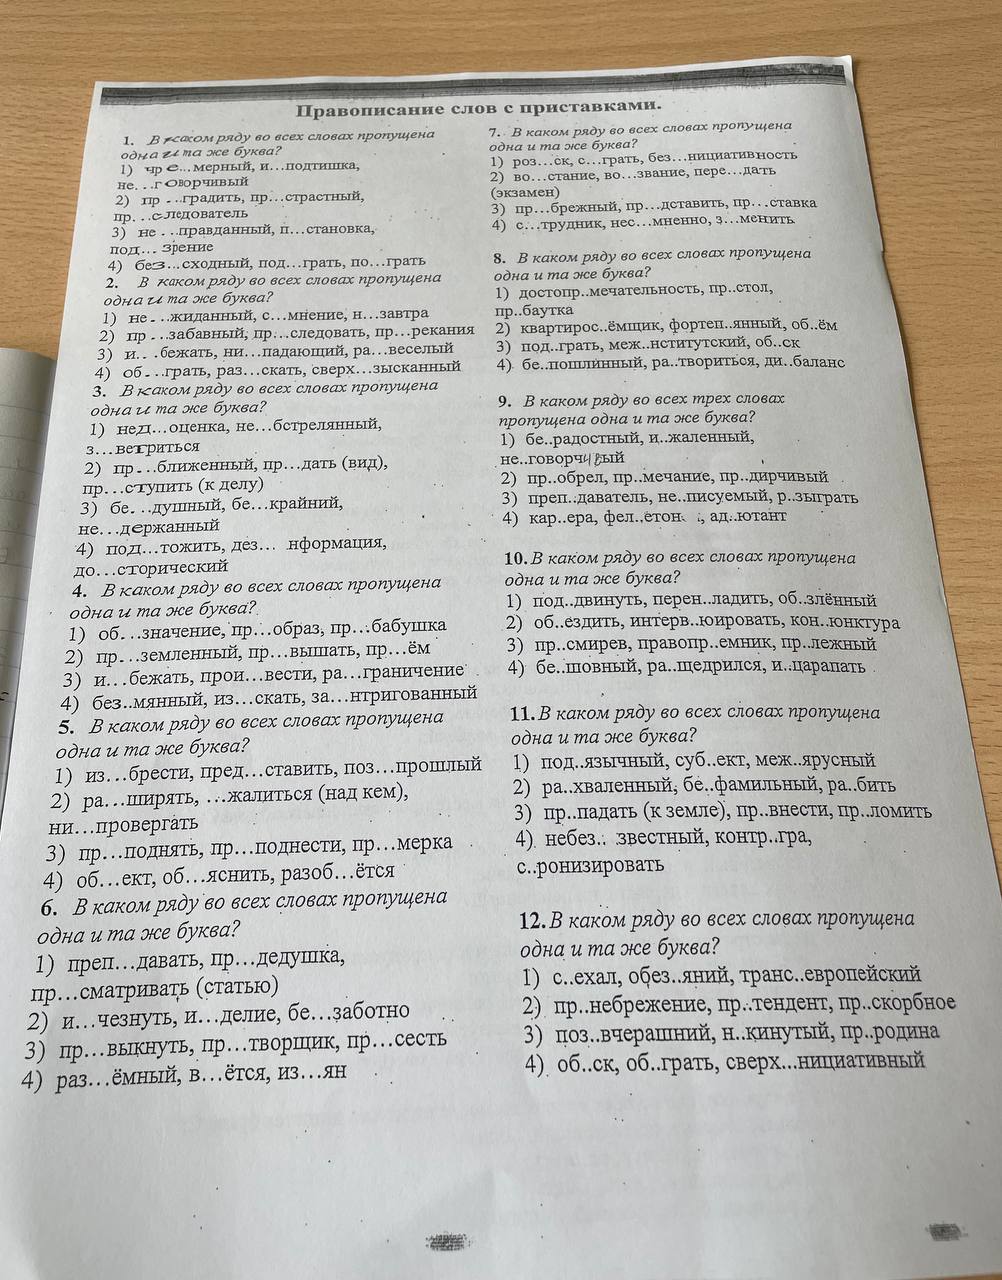 Правописание слов с приставками.
1. В каком ряду во всех словах пропущена
одна и та же буква?
1) чре...мерный, и...подтишка,
не...говорчивый
2) пр...градить, пр...страстный,
пр...следователь
3) не...правданный, п...становка,
под... зрение
4) без...сходный, под...грать, по...грать
2. В каком ряду во всех словах пропущена
одна и та же буква?
1) не...жиданный, с...мнение, н...завтра
2) пр...забавный, пр...следовать, пр...рекания
3) и...бежать, ни...падающий, ра...веселый
4) об...грать, раз...скать, сверх...зысканный
3. В каком ряду во всех словах пропущена
одна и та же буква?
1) нед...оценка, не...бстрелянный,
з...ветриться
2) пр...ближенный, пр...дать (вид),
пр...ступить (к делу)
3) бе...душный, бе...крайний,
не...держанный
4) под...тожить, дез... нформация,
до...сторический
4. В каком ряду во всех словах пропущена
одна и та же буква?
1) об...значение, пр...образ, пр...бабушка
2) пр...земленный, пр...вышать, пр...ём
3) и...бежать, прои...вести, ра...граничение
4) без..мянный, из...скать, за...нтригованный
5. В каком ряду во всех словах пропущена
одна и та же буква?
1) из...брести, пред...ставить, поз...прошлый
2) ра...ширять, ...жалиться (над кем),
ни...провергать
3) пр...поднять, пр...поднести, пр...мерка
4) об...ект, об...яснить, разоб...ётся
6. В каком ряду во всех словах пропущена
одна и та же буква?
1) преп...давать, пр...дедушка,
пр...сматривать (статью)
2) и...чезнуть, и...делие, бе...заботно
3) пр...выкнуть, пр...творщик, пр...сесть
4) раз...ёмный, в...ётся, из...ян
7. В каком ряду во всех словах пропущена
одна и та же буква?
1) роз...ск, с...грать, без...нициативность
2) во...стание, во...звание, пере...дать
(экзамен)
3) пр...брежный, пр...дставить, пр...ставка
4) с...трудник, нес...мненно, з...менить
8. В каком ряду во всех словах пропущена
одна и та же буква?
1) достопр..мечательность, пр..стол,
пр..баутка
2) квартирос..ёмщик, фортеп..янный, об..ём
3) под..грать, меж..нститутский, об..ск
4) бе..пошлинный, ра..твориться, ди..баланс
9. В каком ряду во всех трех словах
пропущена одна и та же буква?
1) бе..радостный, и..жаленный,
не..говорчивый
2) пр..обрел, пр..мечание, пр..дирчивый
3) преп..даватель, не..писуемый, р..зыграть
4) кар..ера, фел..ётон, ад..ютант
10. В каком ряду во всех словах пропущена
одна и та же буква?
1) под..двинуть, перен..ладить, об..злённый
2) об..ездить, интерв..юировать, кон..юнктура
3) пр..смирев, правопр..емник, пр..лежный
4) бе..шовный, ра..щедрился, и..царапать
11. В каком ряду во всех словах пропущена
одна и та же буква?
1) под..язычный, суб..ект, меж..ярусный
2) ра..хваленный, бе..фамильный, ра..бить
3) пр..падать (к земле), пр..внести, пр..ломить
4) небез.. звестный, контр..гра,
с..ронизировать
12. В каком ряду во всех словах пропущена
одна и та же буква?
1) с..ехал, обез..яний, транс..европейский
2) пр..небрежение, пр..тендент, пр..скорбное
3) поз..вчерашний, н..кинутый, пр..родина
4) об..ск, об..грать, сверх...нициативный